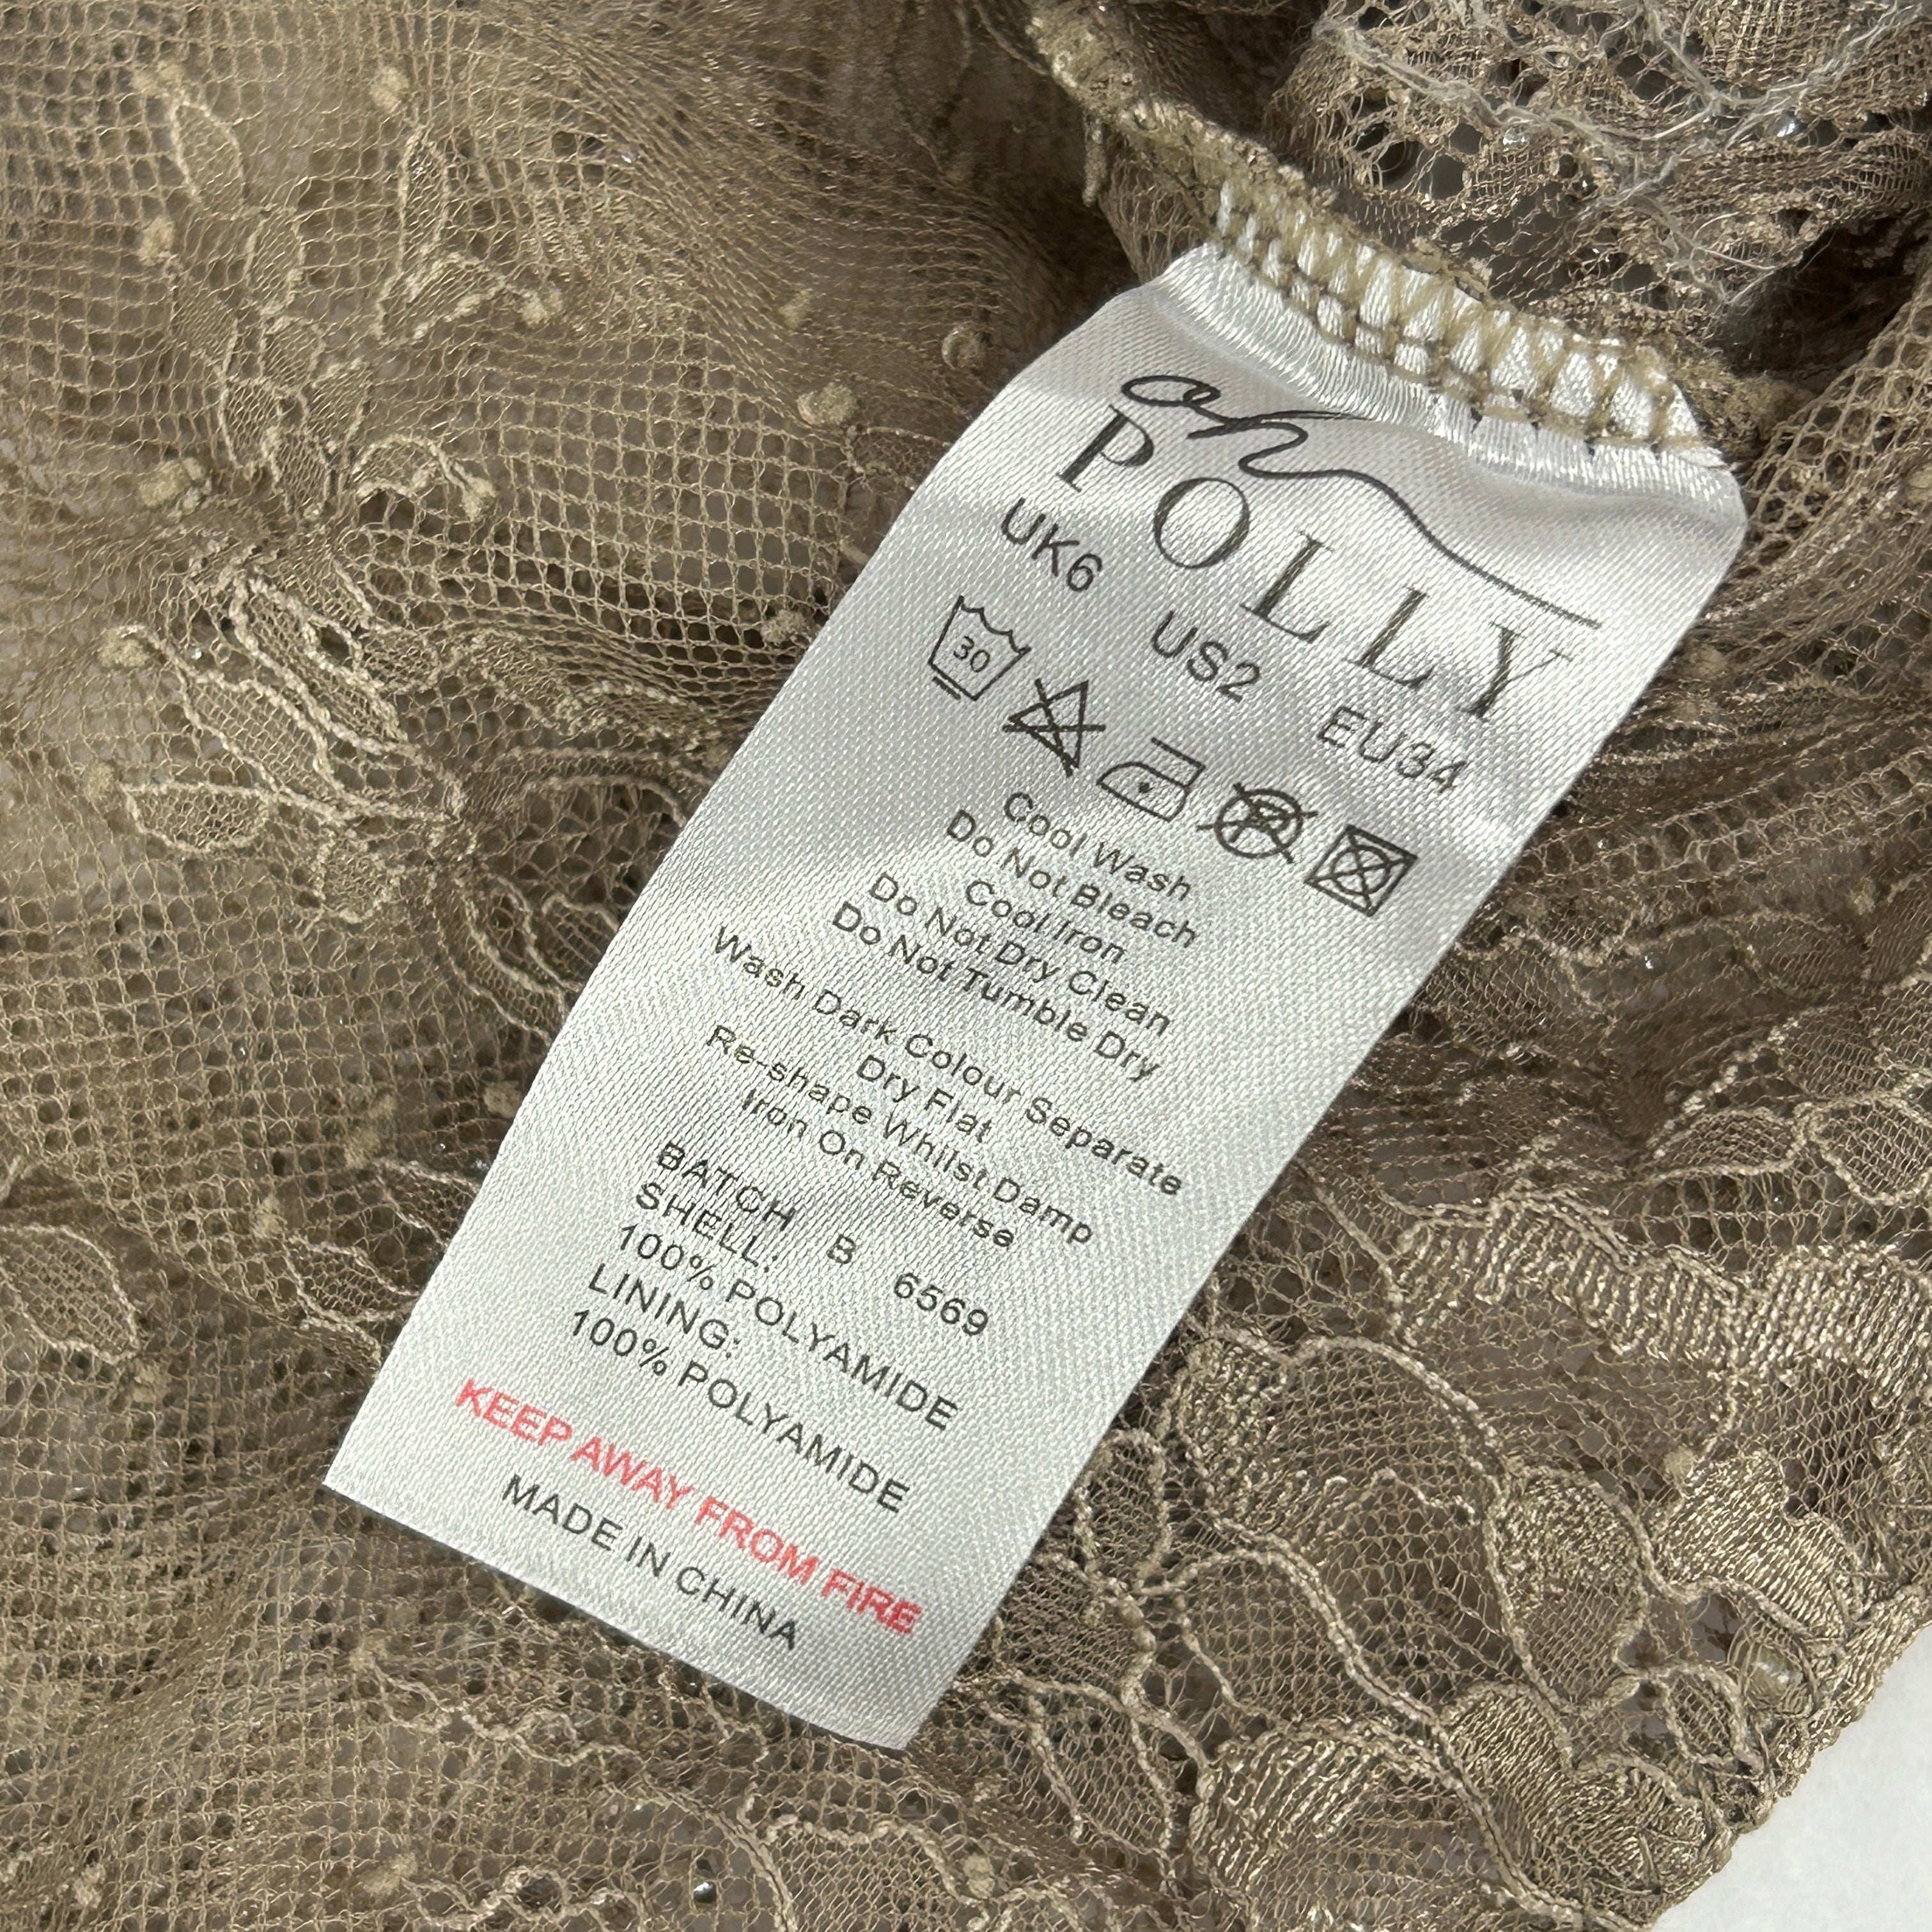 oh
POLLY
UK6 US2 EU34
30
P
Cool Wash
Do Not Bleach
Cool Iron
Do Not Dry Clean
Do Not Tumble Dry
Wash Dark Colour Separate
Dry Flat
Re-shape Whilst Damp
Iron On Reverse
BATCH B 6569
SHELL:
100% POLYAMIDE
LINING:
100% POLYAMIDE
KEEP AWAY FROM FIRE
MADE IN CHINA